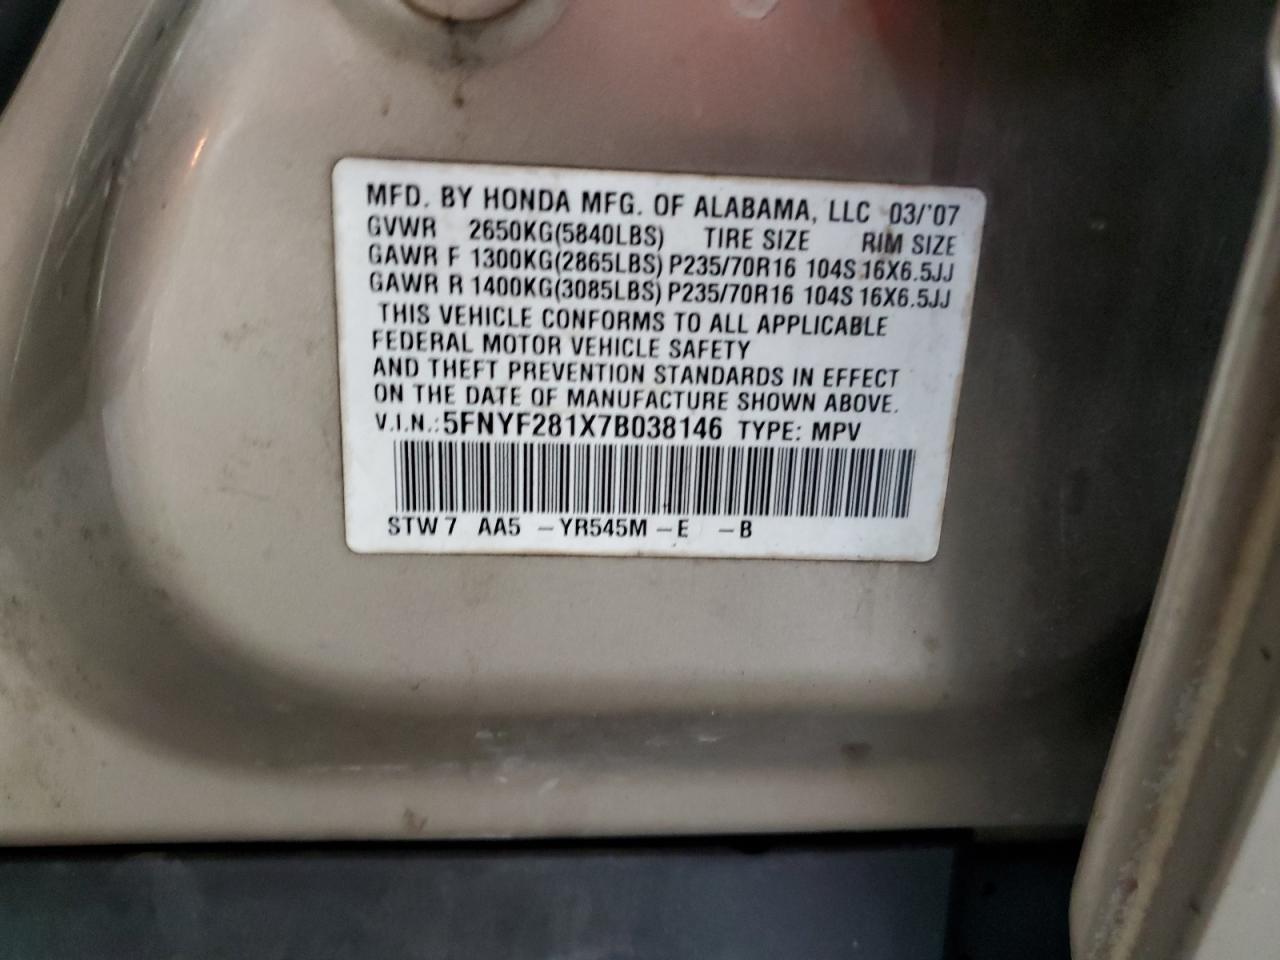 MFD. BY HONDA MFG. OF ALABAMA, LLC 03/'07
GVWR 2650KG(5840LBS) TIRE SIZE RIM SIZE
GAWR F 1300KG(2865LBS) P235/70R16 104S 16X6.5JJ
GAWR R 1400KG(3085LBS) P235/70R16 104S 16X6.5JJ
THIS VEHICLE CONFORMS TO ALL APPLICABLE
FEDERAL MOTOR VEHICLE SAFETY
AND THEFT PREVENTION STANDARDS IN EFFECT
ON THE DATE OF MANUFACTURE SHOWN ABOVE.
V.I.N.: 5FNYF281X7B038146 TYPE: MPV
STW7 AA5 -YR545M -E -B